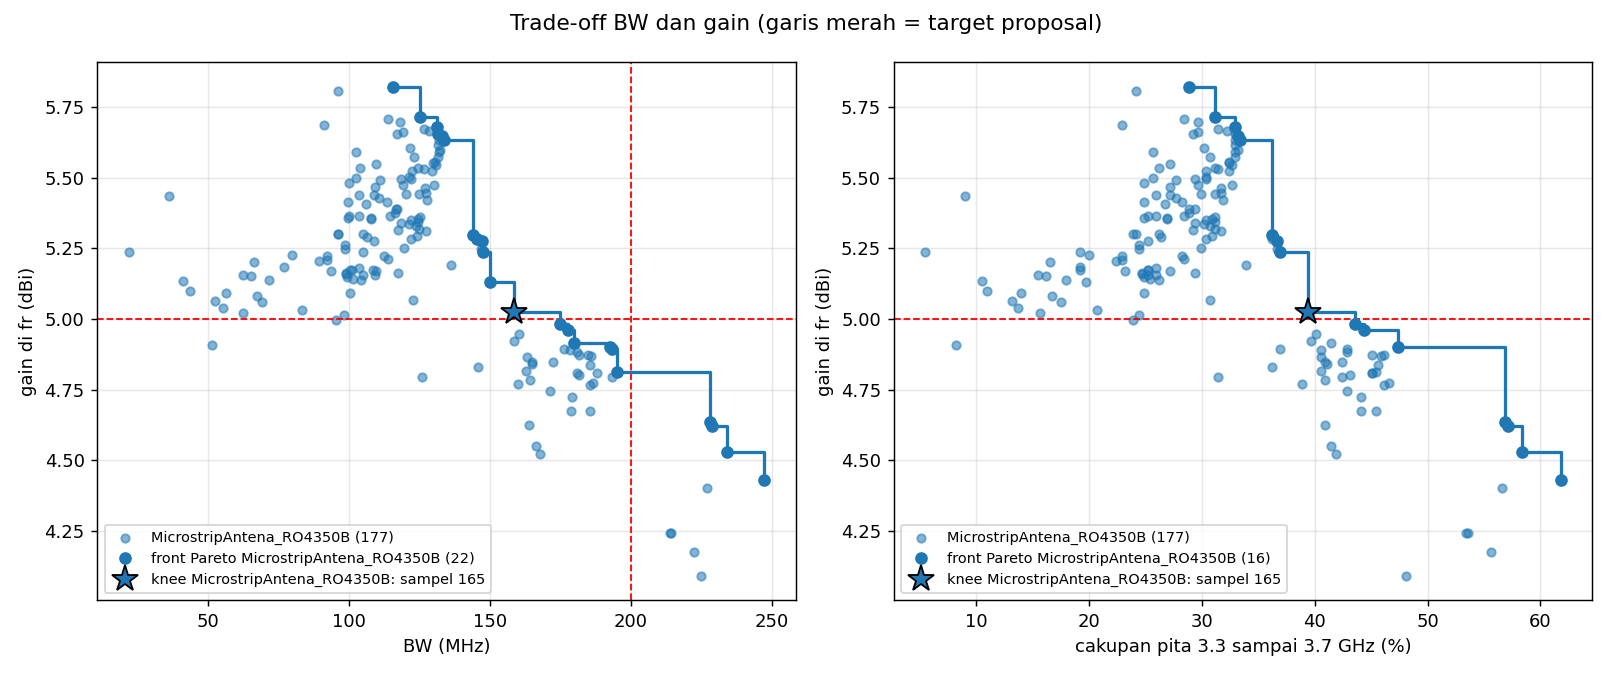 Trade-off BW dan gain (garis merah = target proposal)
gain di fr (dBi)
5.75
5.50
5.25
5.00
4.75
4.50
4.25
MicrostripAntena_RO4350B (177)
front Pareto MicrostripAntena_RO4350B (22)
knee MicrostripAntena_RO4350B: sampel 165
50 100 150 200 250
BW (MHz)
gain di fr (dBi)
5.75
5.50
5.25
5.00
4.75
4.50
4.25
MicrostripAntena_RO4350B (177)
front Pareto MicrostripAntena_RO4350B (16)
knee MicrostripAntena_RO4350B: sampel 165
10 20 30 40 50 60
cakupan pita 3.3 sampai 3.7 GHz (%)